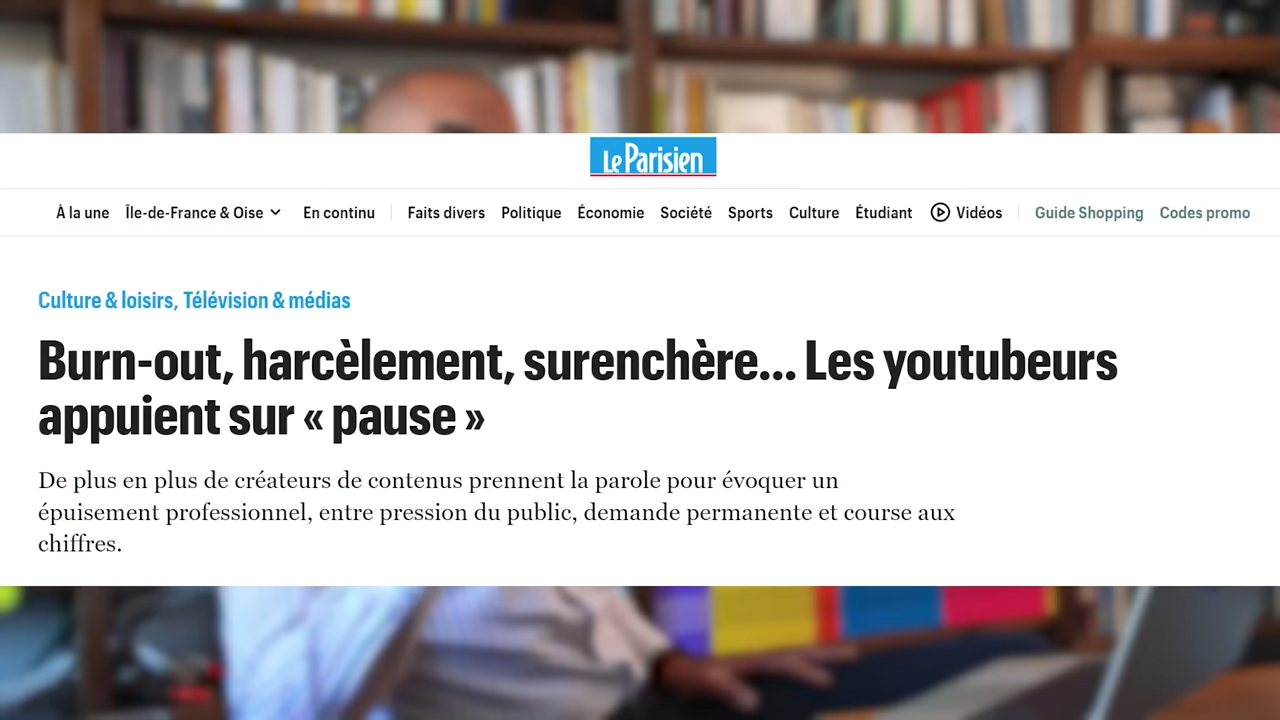 Le Parisien
À la une Île-de-France & Oise En continu Faits divers Politique Économie Société Sports Culture Étudiant Vidéos Guide Shopping Codes promo
Culture & loisirs, Télévision & médias
Burn-out, harcèlement, surenchère... Les youtubeurs
appuient sur « pause »
De plus en plus de créateurs de contenus prennent la parole pour évoquer un
épuisement professionnel, entre pression du public, demande permanente et course aux
chiffres.